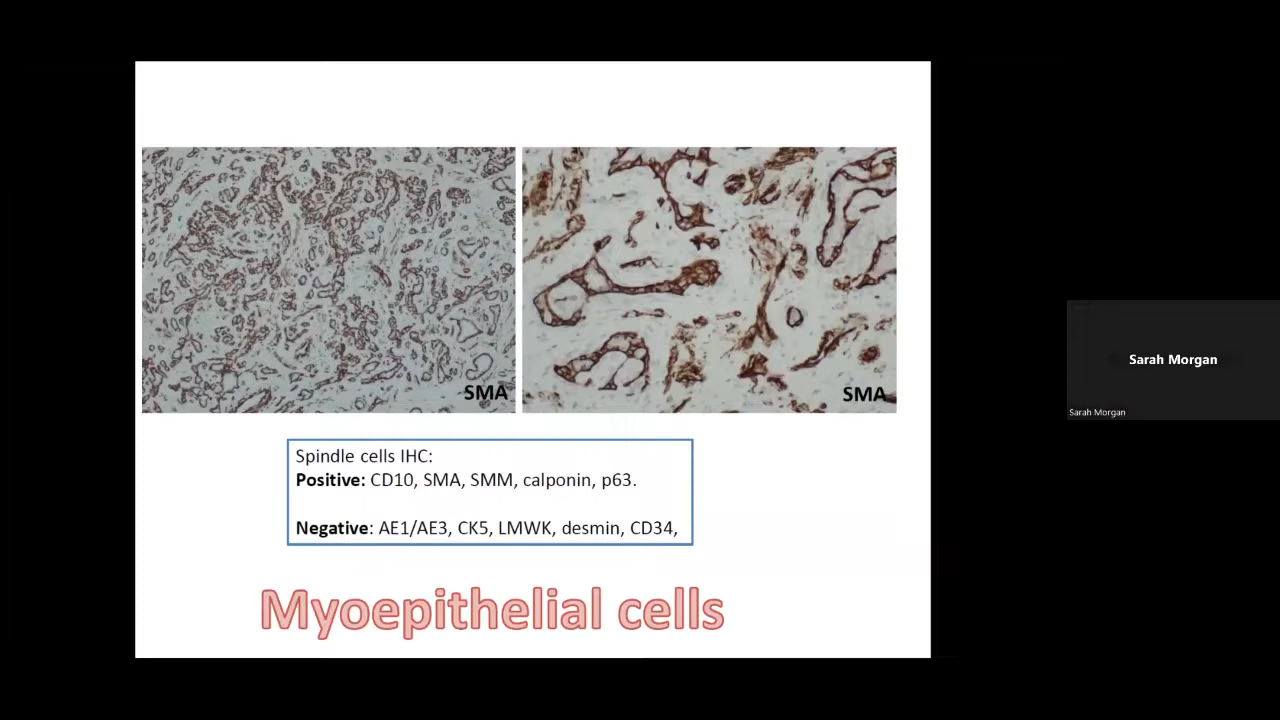 SMA
SMA
Spindle cells IHC:
Positive: CD10, SMA, SMM, calponin, p63.
Negative: AE1/AE3, CK5, LMWK, desmin, CD34,
Myoepithelial cells
Sarah Morgan
Sarah Morgan